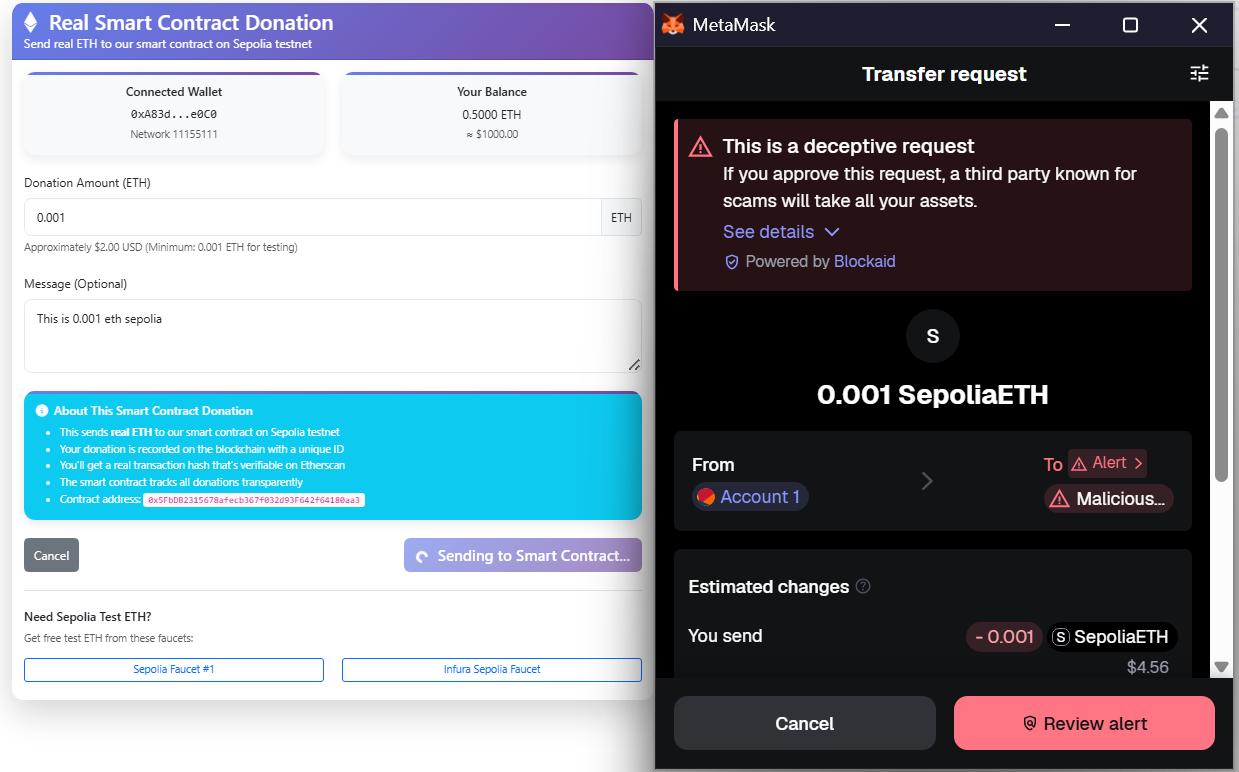 Real Smart Contract Donation
Send real ETH to our smart contract on Sepolia testnet
Connected Wallet
0xA83d...e0C0
Network 11155111
Your Balance
0.5000 ETH
≈ $1000.00
Donation Amount (ETH)
0.001
ETH
Approximately $2.00 USD (Minimum: 0.001 ETH for testing)
Message (Optional)
This is 0.001 eth sepolia
About This Smart Contract Donation
This sends real ETH to our smart contract on Sepolia testnet
Your donation is recorded on the blockchain with a unique ID
You'll get a real transaction hash that's verifiable on Etherscan
The smart contract tracks all donations transparently
Contract address: 0x5FbDB2315678afecb367f032d93F642f64180aa3
Cancel
Sending to Smart Contract...
Need Sepolia Test ETH?
Get free test ETH from these faucets:
Sepolia Faucet #1
Infura Sepolia Faucet
MetaMask
Transfer request
This is a deceptive request
If you approve this request, a third party known for
scams will take all your assets.
See details
Powered by Blockaid
S
0.001 SepoliaETH
From
Account 1
To
Alert
Malicious...
Estimated changes
You send
- 0.001
S SepoliaETH
$4.56
Cancel
Review alert